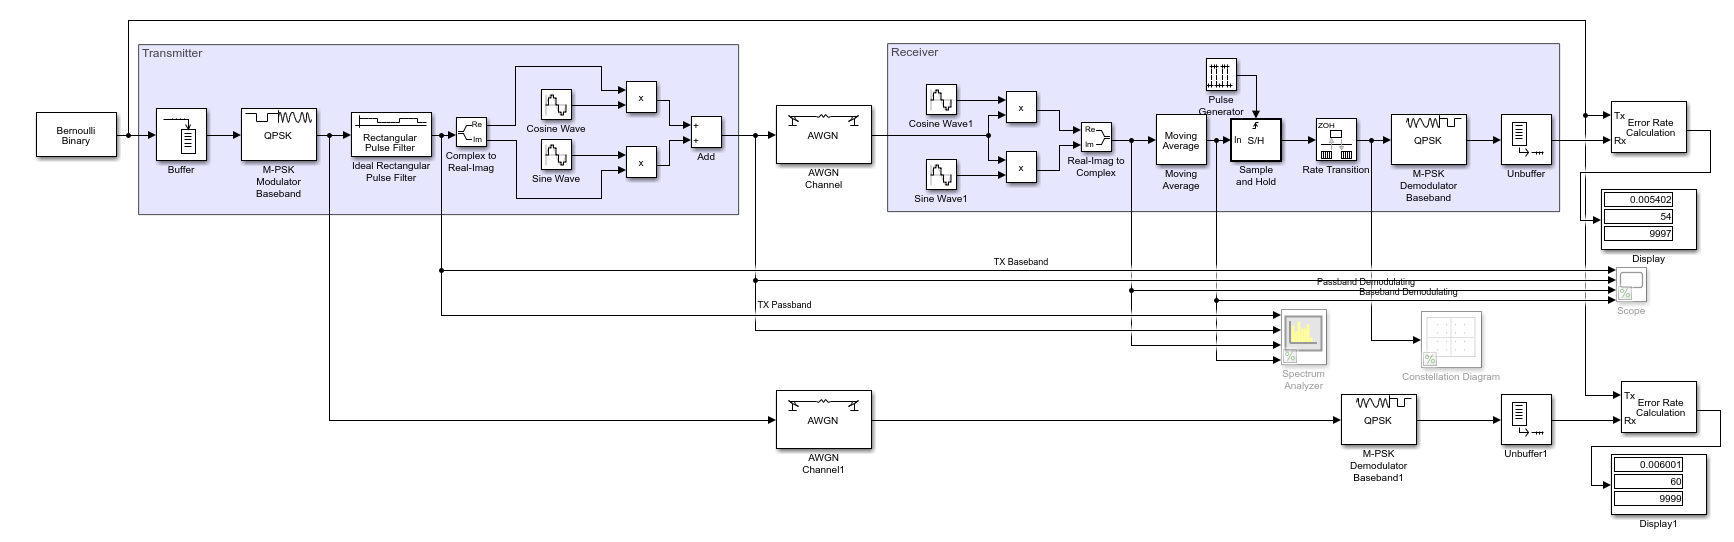 Transmitter
Receiver
Bernoulli
Binary
Buffer
QPSK
M-PSK
Modulator
Baseband
Rectangular
Pulse Filter
Ideal Rectangular
Pulse Filter
Re
Im
Complex to
Real-Imag
Cosine Wave
Sine Wave
x
x
+
+
Add
AWGN
AWGN
Channel
Cosine Wave1
Sine Wave1
x
x
Re
Im
Real-Imag to
Complex
Moving
Average
Moving
Average
Pulse
Generator
In S/H
Sample
and Hold
ZOH
Rate Transition
QPSK
M-PSK
Demodulator
Baseband
Unbuffer
Tx
Rx
Error Rate
Calculation
0.005402
54
9997
Display
TX Baseband
Passband Demodulating
Baseband Demodulating
TX Passband
%
Scope
%
Spectrum
Analyzer
%
Constellation Diagram
AWGN
AWGN
Channel1
QPSK
M-PSK
Demodulator
Baseband1
Unbuffer1
Tx
Rx
Error Rate
Calculation
0.006001
60
9999
Display1